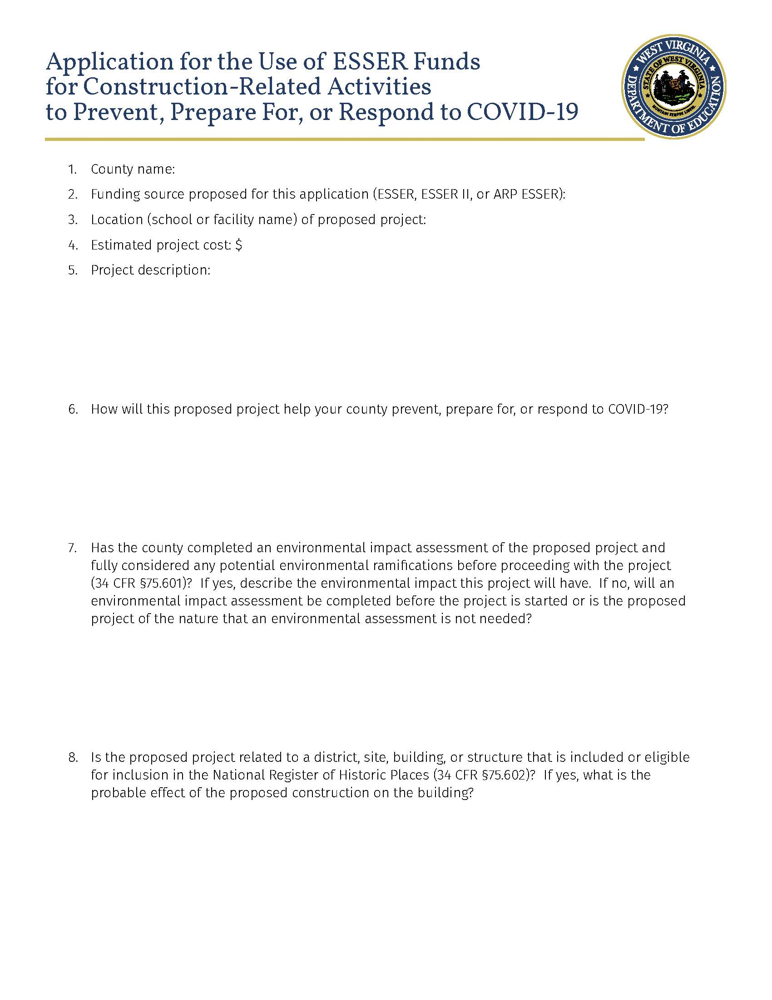 Application for the Use of ESSER Funds
for Construction-Related Activities
to Prevent, Prepare For, or Respond to COVID-19
WEST VIRGINIA
DEPARTMENT OF EDUCATION
STATE OF WEST VIRGINIA
MONTANI SEMPER LIBERI
1. County name:
2. Funding source proposed for this application (ESSER, ESSER II, or ARP ESSER):
3. Location (school or facility name) of proposed project:
4. Estimated project cost: $
5. Project description:
6. How will this proposed project help your county prevent, prepare for, or respond to COVID-19?
7. Has the county completed an environmental impact assessment of the proposed project and
fully considered any potential environmental ramifications before proceeding with the project
(34 CFR §75.601)?  If yes, describe the environmental impact this project will have.  If no, will an
environmental impact assessment be completed before the project is started or is the proposed
project of the nature that an environmental assessment is not needed?
8. Is the proposed project related to a district, site, building, or structure that is included or eligible
for inclusion in the National Register of Historic Places (34 CFR §75.602)?  If yes, what is the
probable effect of the proposed construction on the building?